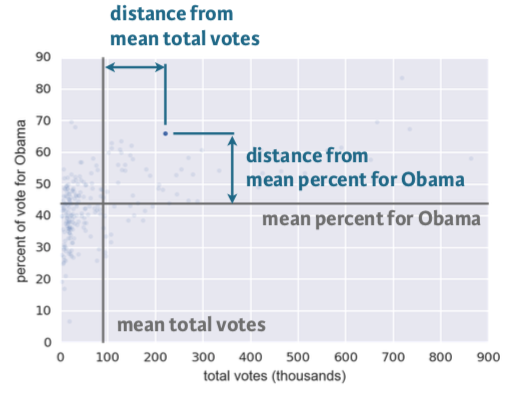 distance from
mean total votes
90
80
70
60
50
40
30
20
10
0
percent of vote for Obama
distance from
mean percent for Obama
mean percent for Obama
mean total votes
0 100 200 300 400 500 600 700 800 900
total votes (thousands)